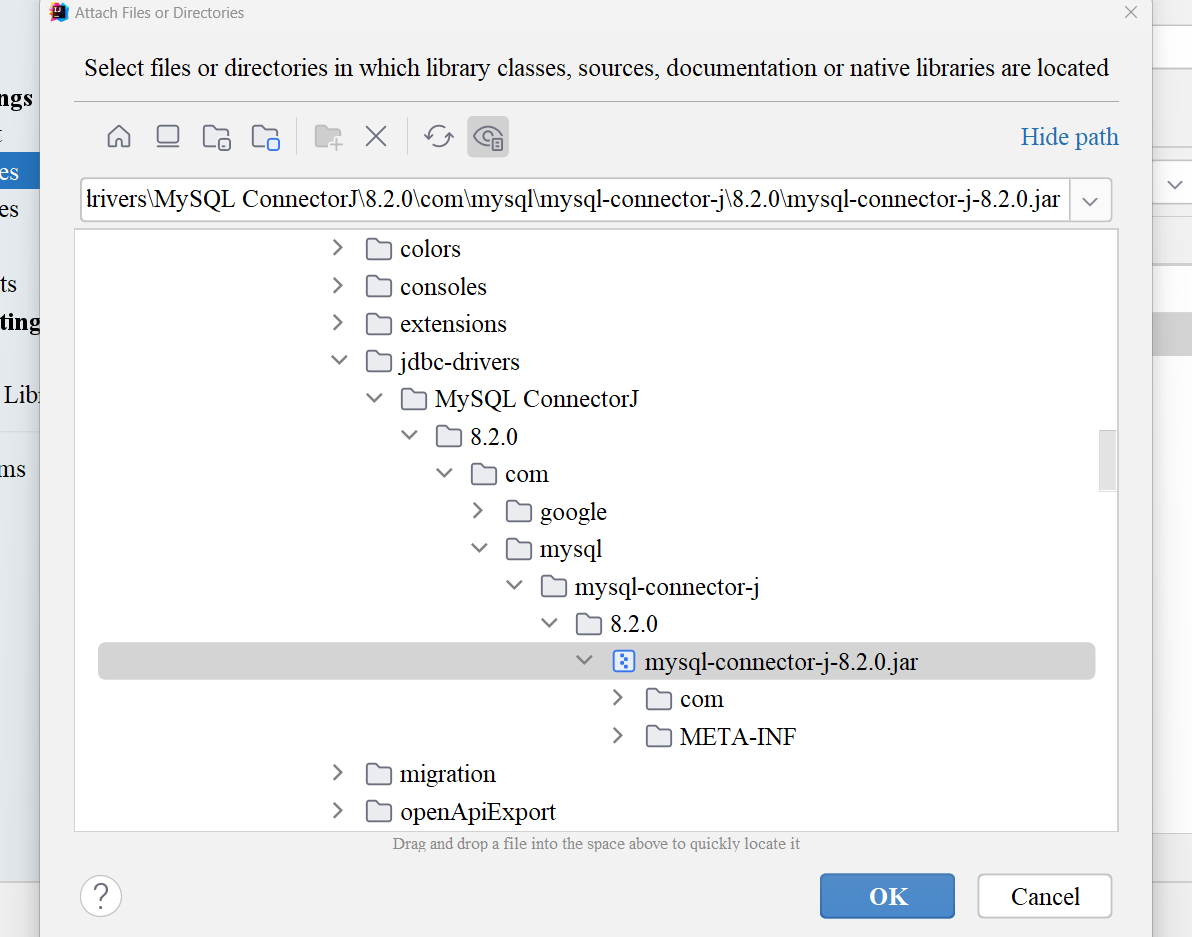 Attach Files or Directories
Select files or directories in which library classes, sources, documentation or native libraries are located
ngs
Hide path
es
lrivers\MySQL ConnectorJ\8.2.0\com\mysql\mysql-connector-j\8.2.0\mysql-connector-j-8.2.0.jar
es
colors
consoles
ts
extensions
ting
jdbc-drivers
MySQL ConnectorJ
Lib
8.2.0
com
ms
google
mysql
mysql-connector-j
8.2.0
mysql-connector-j-8.2.0.jar
com
META-INF
migration
openApiExport
Drag and drop a file into the space above to quickly locate it
?
OK
Cancel